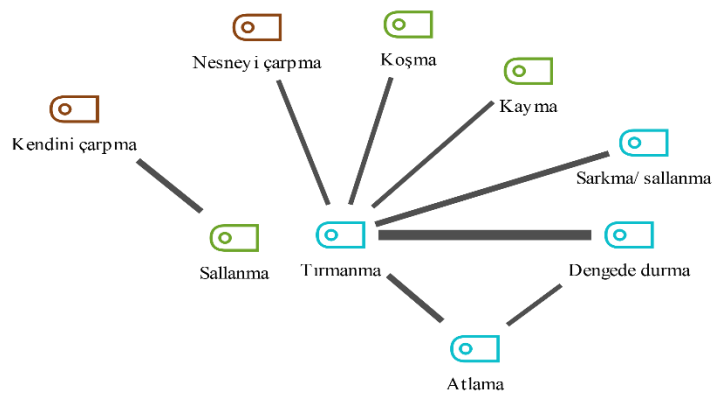 Nesneyi çarpma
Koşma
Kayma
Kendini çarpma
Sarkma/ sallanma
Sallanma
Tırmanma
Dengede durma
Atlama